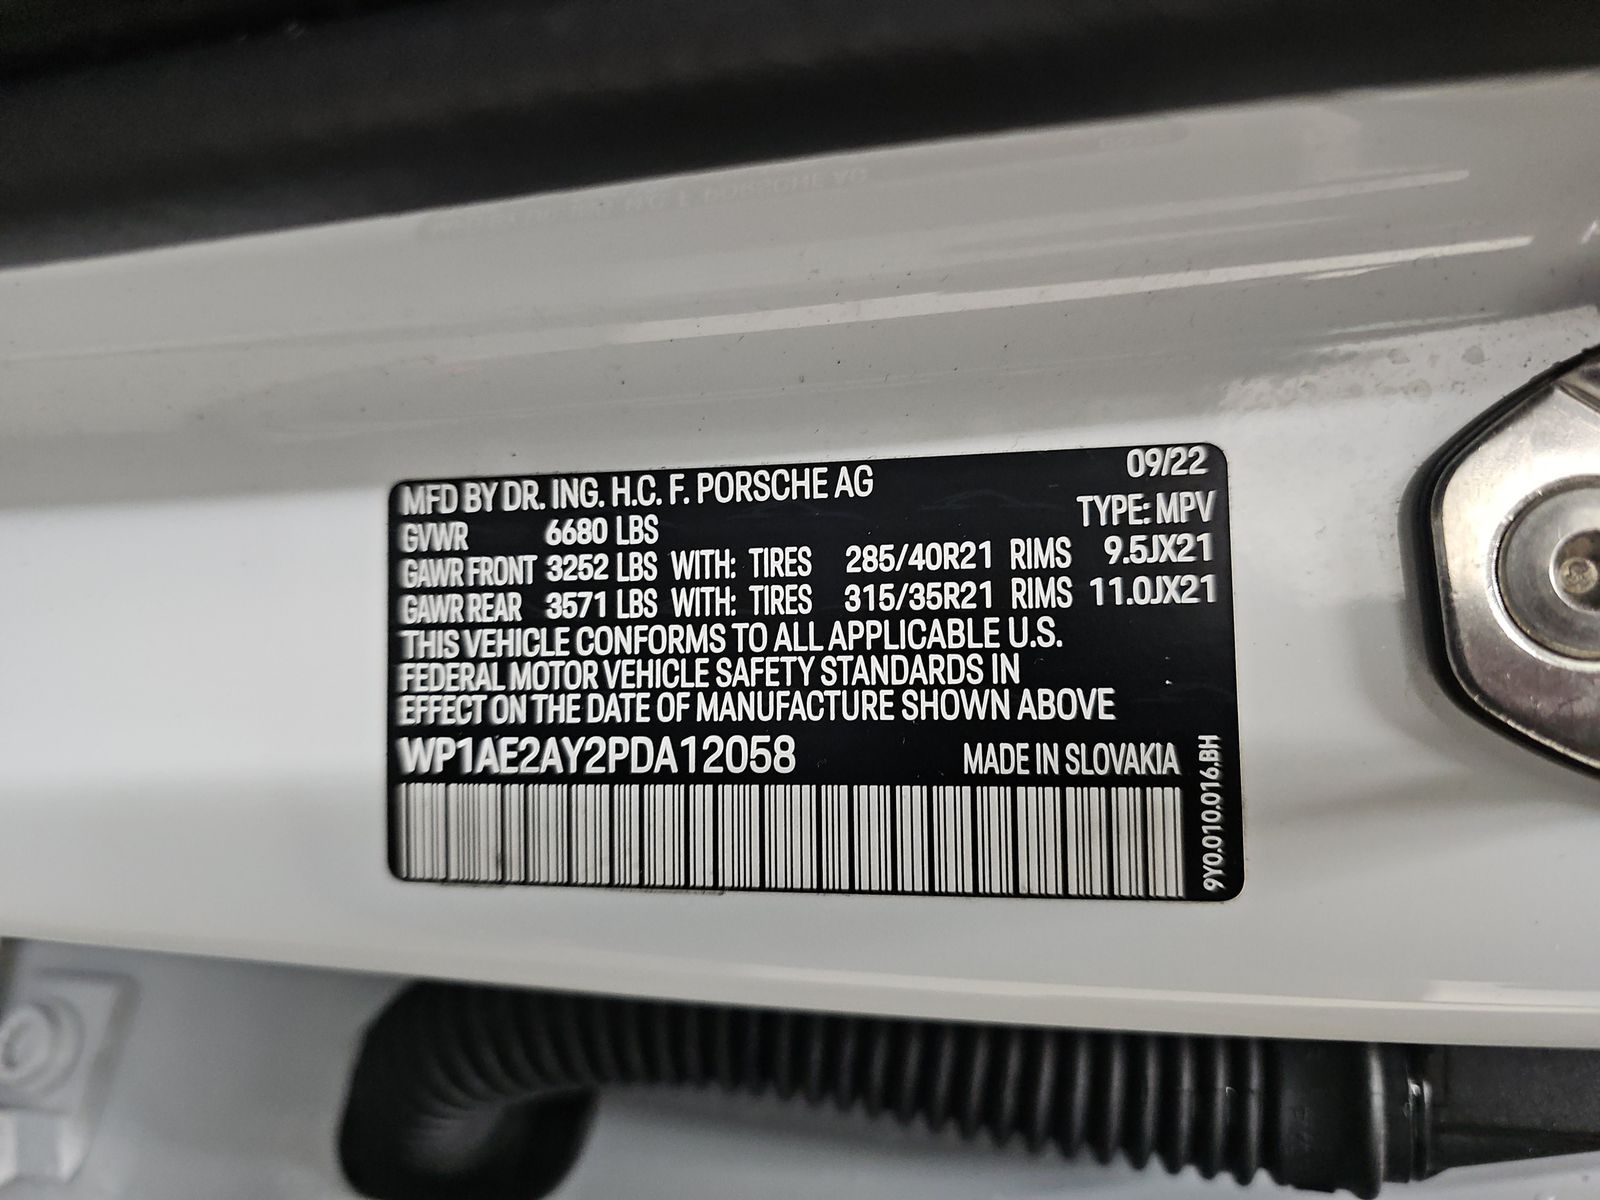 MFD BY DR. ING. H.C. F. PORSCHE AG 09/22
GVWR 6680 LBS TYPE: MPV
GAWR FRONT 3252 LBS WITH: TIRES 285/40R21 RIMS 9.5JX21
GAWR REAR 3571 LBS WITH: TIRES 315/35R21 RIMS 11.0JX21
THIS VEHICLE CONFORMS TO ALL APPLICABLE U.S.
FEDERAL MOTOR VEHICLE SAFETY STANDARDS IN
EFFECT ON THE DATE OF MANUFACTURE SHOWN ABOVE
WP1AE2AY2PDA12058 MADE IN SLOVAKIA
9Y0.010.016.BH